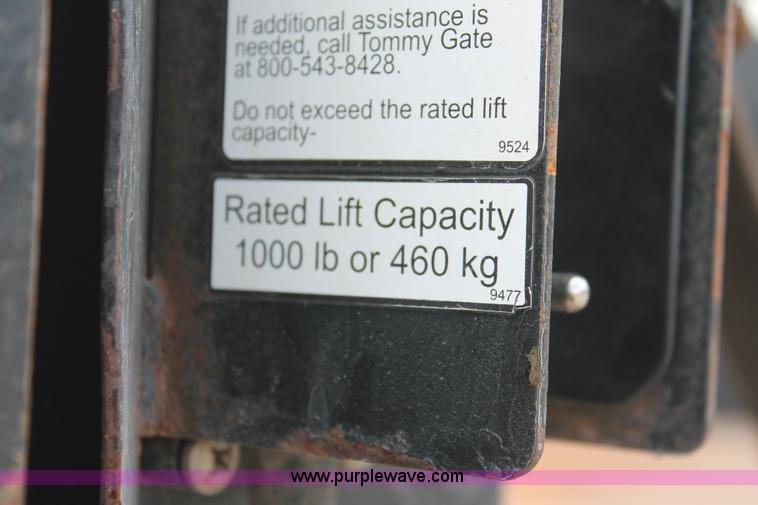 If additional assistance is
needed, call Tommy Gate
at 800-543-8428.
Do not exceed the rated lift
capacity-
9524
Rated Lift Capacity
1000 lb or 460 kg
9477
www.purplewave.com